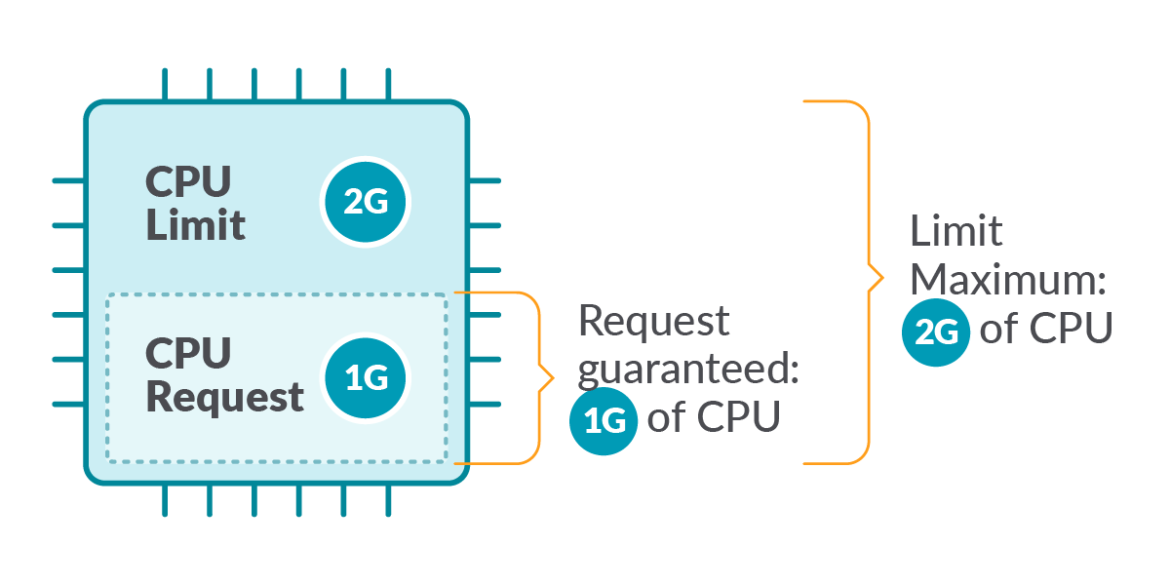 CPU
Limit
2G
CPU
Request
1G
Request
guaranteed:
1G of CPU
Limit
Maximum:
2G of CPU